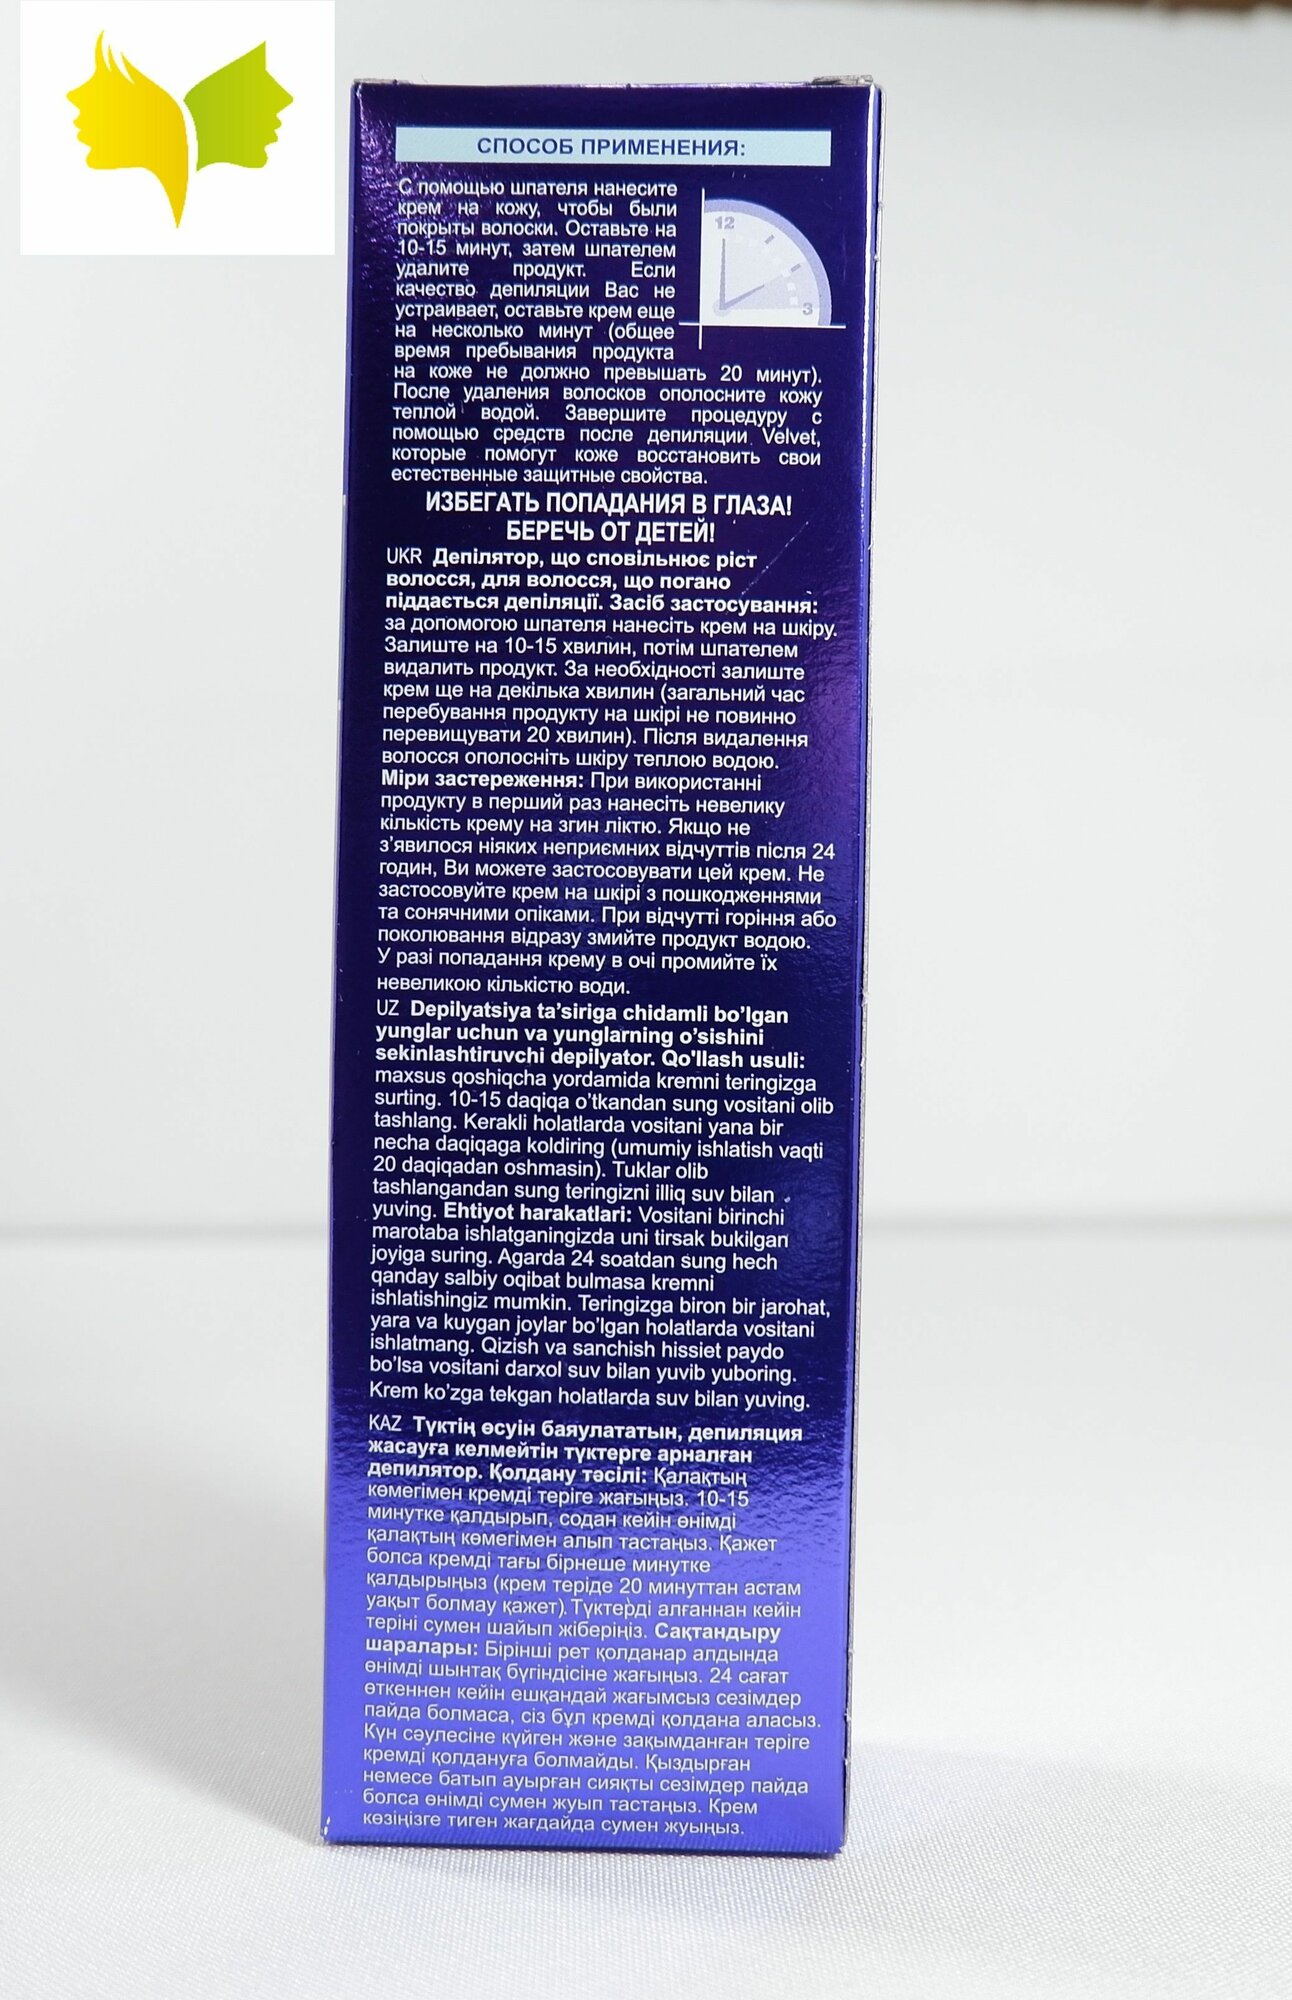 СПОСОБ ПРИМЕНЕНИЯ:
С помощью шпателя нанесите
крем на кожу, чтобы были
покрыты волоски. Оставьте на
10-15 минут, затем шпателем
удалите продукт. Если
качество депиляции Вас не
устраивает, оставьте крем еще
на несколько минут (общее
время пребывания продукта
на коже не должно превышать 20 минут).
После удаления волосков ополосните кожу
теплой водой. Завершите процедуру с
помощью средств после депиляции Velvet,
которые помогут коже восстановить свои
естественные защитные свойства.
12
3
ИЗБЕГАТЬ ПОПАДАНИЯ В ГЛАЗА!
БЕРЕЧЬ ОТ ДЕТЕЙ!
UKR Депілятор, що сповільнює ріст
волосся, для волосся, що погано
піддається депіляції. Засіб застосування:
за допомогою шпателя нанесіть крем на шкіру.
Залиште на 10-15 хвилин, потім шпателем
видалить продукт. За необхідності залиште
крем ще на декілька хвилин (загальний час
перебування продукту на шкірі не повинно
перевищувати 20 хвилин). Після видалення
волосся ополосніть шкіру теплою водою.
Міри застереження: При використанні
продукту в перший раз нанесіть невелику
кількість крему на згин ліктю. Якщо не
з’явилося ніяких неприємних відчуттів після 24
годин, Ви можете застосовувати цей крем. Не
застосовуйте крем на шкірі з пошкодженнями
та сонячними опіками. При відчутті горіння або
поколювання відразу змийте продукт водою.
У разі попадання крему в очі промийте їх
невеликою кількістю води.
UZ Depilyatsiya ta’siriga chidamli bo’lgan
yunglar uchun va yunglarning o’sishini
sekinlashtiruvchi depilyator. Qo'llash usuli:
maxsus qoshiqcha yordamida kremni teringizga
surting. 10-15 daqiqa o’tkandan sung vositani olib
tashlang. Kerakli holatlarda vositani yana bir
necha daqiqaga koldiring (umumiy ishlatish vaqti
20 daqiqadan oshmasin). Tuklar olib
tashlangandan sung teringizni illiq suv bilan
yuving. Ehtiyot harakatlari: Vositani birinchi
marotaba ishlatganingizda uni tirsak bukilgan
joyiga suring. Agarda 24 soatdan sung hech
qanday salbiy oqibat bulmasa kremni
ishlatishingiz mumkin. Teringizga biron bir jarohat,
yara va kuygan joylar bo’lgan holatlarda vositani
ishlatmang. Qizish va sanchish hissiet paydo
bo’lsa vositani darxol suv bilan yuvib yuboring.
Krem ko’zga tekgan holatlarda suv bilan yuving.
KAZ Түктің өсуін баяулататын, депиляция
жасауға келмейтін түктерге арналған
депилятор. Қолдану тәсілі: Қалақтың
көмегімен кремді теріге жағыңыз. 10-15
минутке қалдырып, содан кейін өнімді
қалақтың көмегімен алып тастаңыз. Қажет
болса кремді тағы бірнеше минутке
қалдырыңыз (крем теріде 20 минуттан астам
уақыт болмау қажет). Түктерді алғаннан кейін
теріні сумен шайып жіберіңіз. Сақтандыру
шаралары: Бірінші рет қолданар алдында
өнімді шынтақ бүгіндісіне жағыңыз. 24 сағат
өткеннен кейін ешқандай жағымсыз сезімдер
пайда болмаса, сіз бұл кремді қолдана аласыз.
Күн сәулесіне күйген және зақымданған теріге
кремді қолдануға болмайды. Қыздырған
немесе батып ауырған сияқты сезімдер пайда
болса өнімді сумен жуып тастаңыз. Крем
көзіңізге тиген жағдайда сумен жуыңыз.